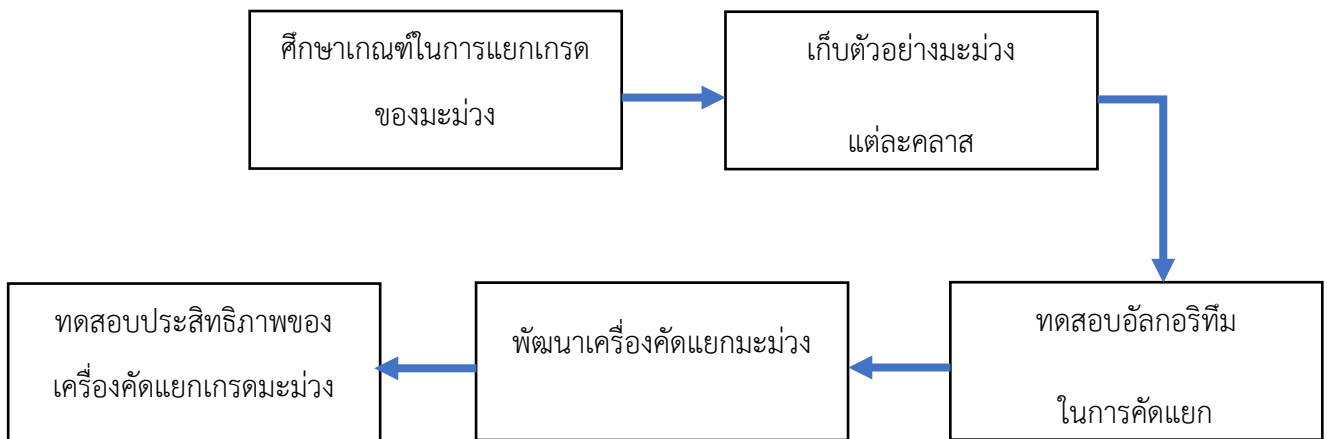 ศึกษาเกณฑ์ในการแยกเกรด
ของมะม่วง
เก็บตัวอย่างมะม่วง
แต่ละคลาส
ทดสอบอัลกอริทึม
ในการคัดแยก
พัฒนาเครื่องคัดแยกมะม่วง
ทดสอบประสิทธิภาพของ
เครื่องคัดแยกเกรดมะม่วง